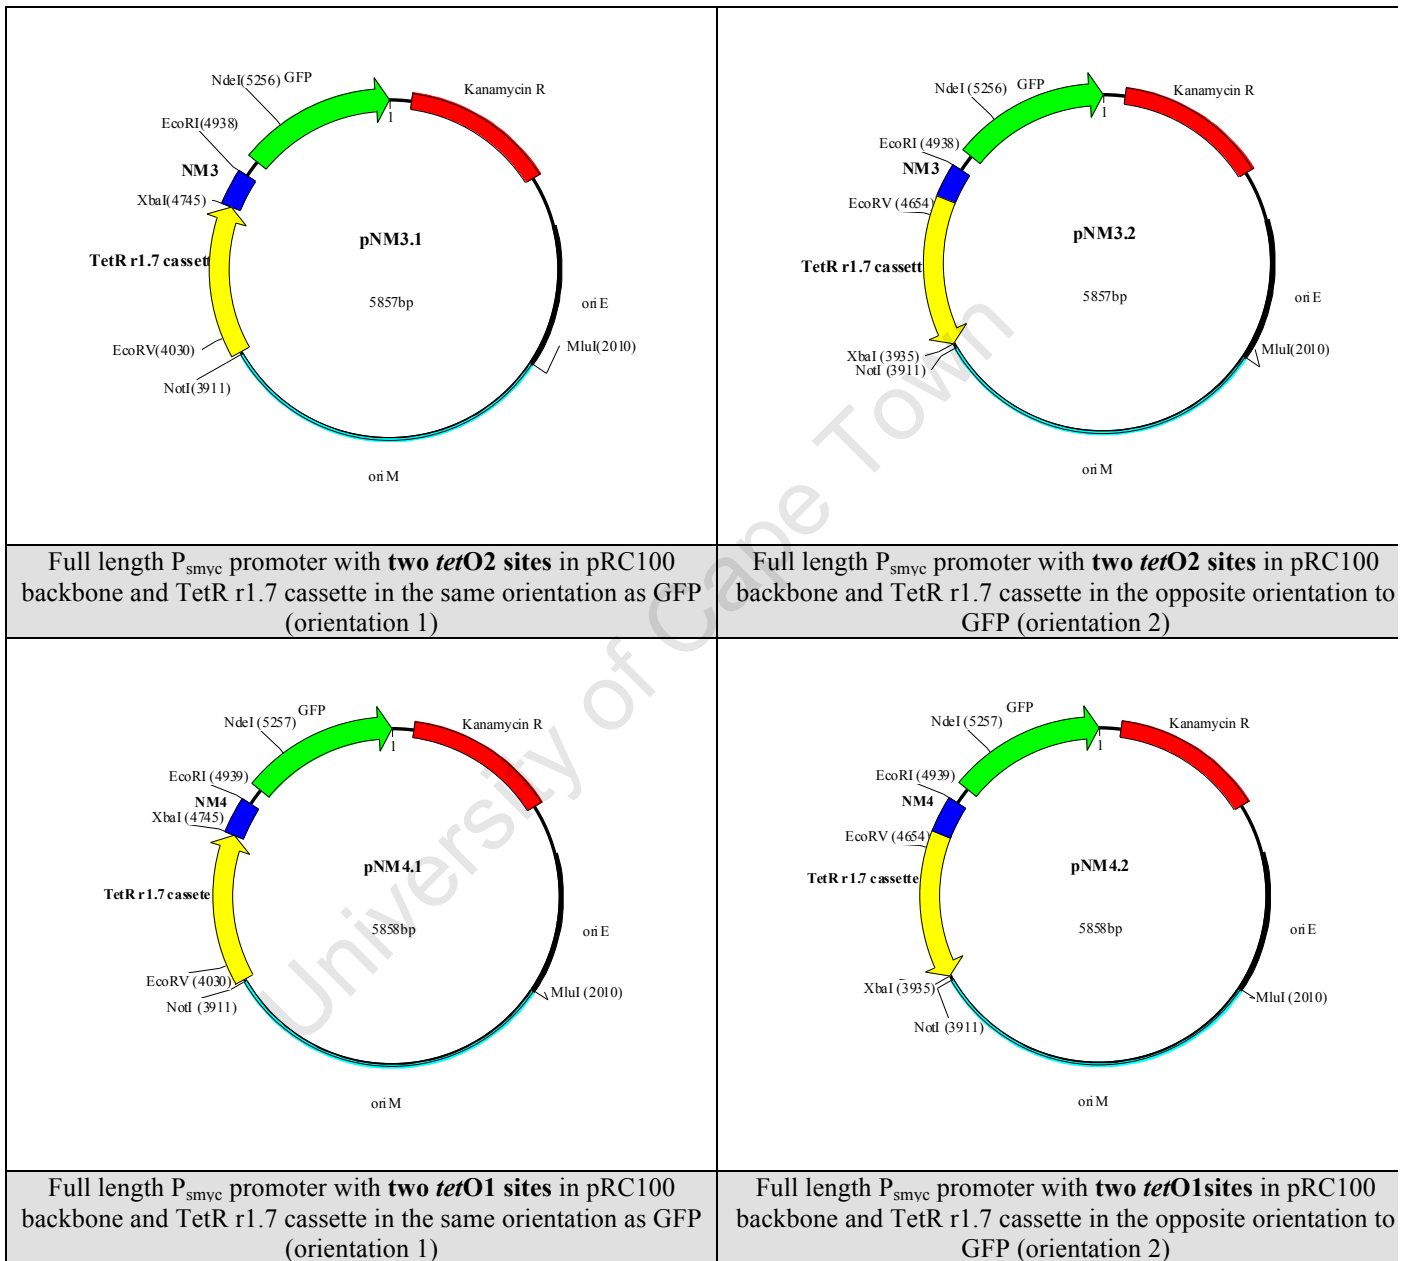 NdeI(5256) GFP
Kanamycin R
1
EcoRI(4938)
NM3
XbaI(4745)
pNM3.1
TetR r1.7 cassett
5857bp
ori E
EcoRV(4030)
MluI(2010)
NotI(3911)
ori M
NdeI (5256) GFP
Kanamycin R
1
EcoRI (4938)
NM3
EcoRV (4654)
pNM3.2
TetR r1.7 cassett
5857bp
ori E
XbaI (3935)
MluI(2010)
NotI (3911)
ori M
Full length Psmyc promoter with two tetO2 sites in pRC100
backbone and TetR r1.7 cassette in the same orientation as GFP
(orientation 1)
Full length Psmyc promoter with two tetO2 sites in pRC100
backbone and TetR r1.7 cassette in the opposite orientation to
GFP (orientation 2)
GFP
NdeI (5257)
Kanamycin R
1
EcoRI (4939)
NM4
XbaI (4745)
pNM4.1
TetR r1.7 cassete
5858bp
ori E
EcoRV (4030)
MluI (2010)
NotI (3911)
ori M
GFP
NdeI (5257)
Kanamycin R
1
EcoRI (4939)
NM4
EcoRV (4654)
pNM4.2
TetR r1.7 cassette
5858bp
ori E
XbaI (3935)
MluI (2010)
NotI (3911)
ori M
Full length Psmyc promoter with two tetO1 sites in pRC100
backbone and TetR r1.7 cassette in the same orientation as GFP
(orientation 1)
Full length Psmyc promoter with two tetO1sites in pRC100
backbone and TetR r1.7 cassette in the opposite orientation to
GFP (orientation 2)
University of Cape Town